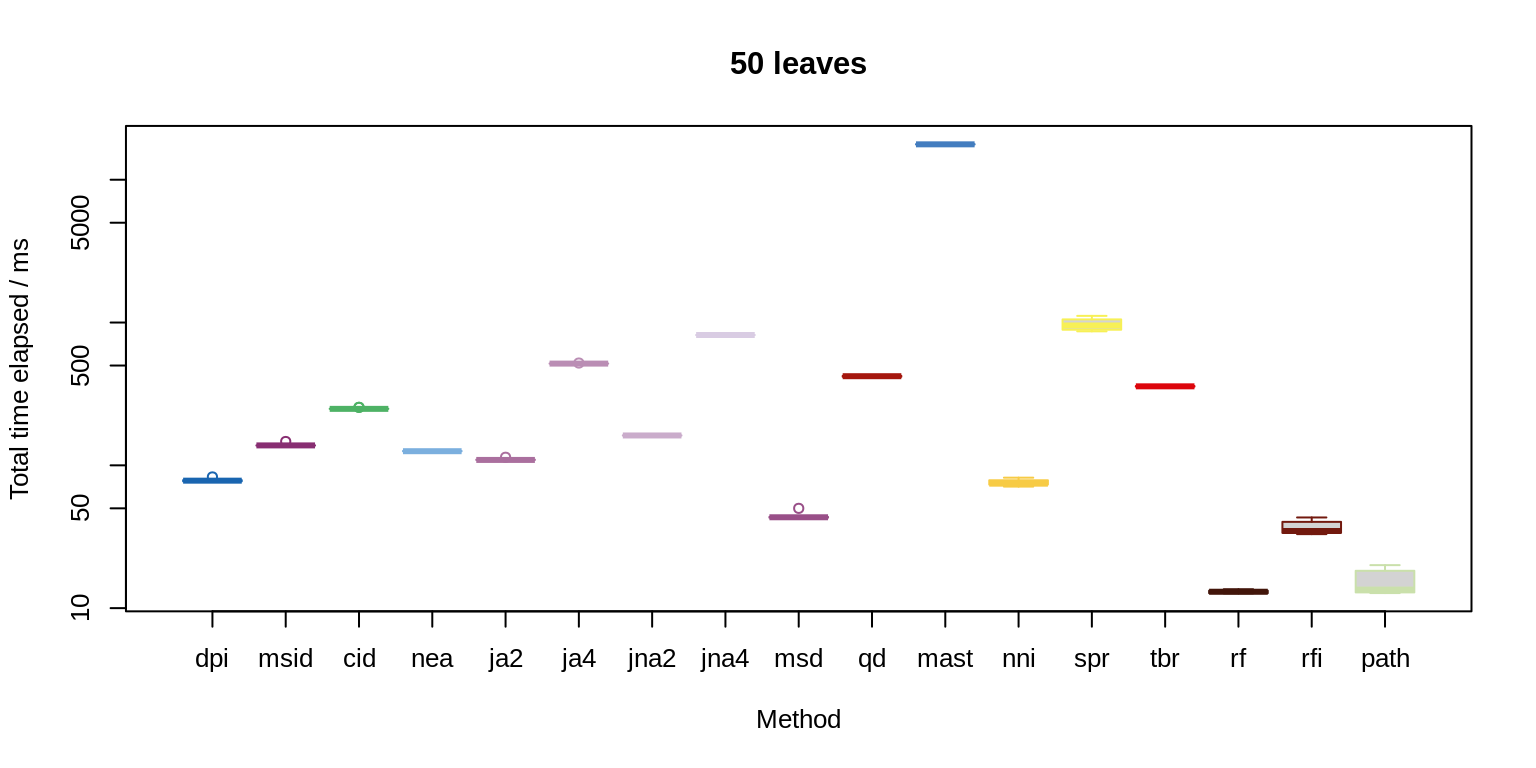 50 leaves
Total time elapsed / ms
5000
500
50
10
dpi msid cid nea ja2 ja4 jna2 jna4 msd qd mast nni spr tbr rf rfi path
Method